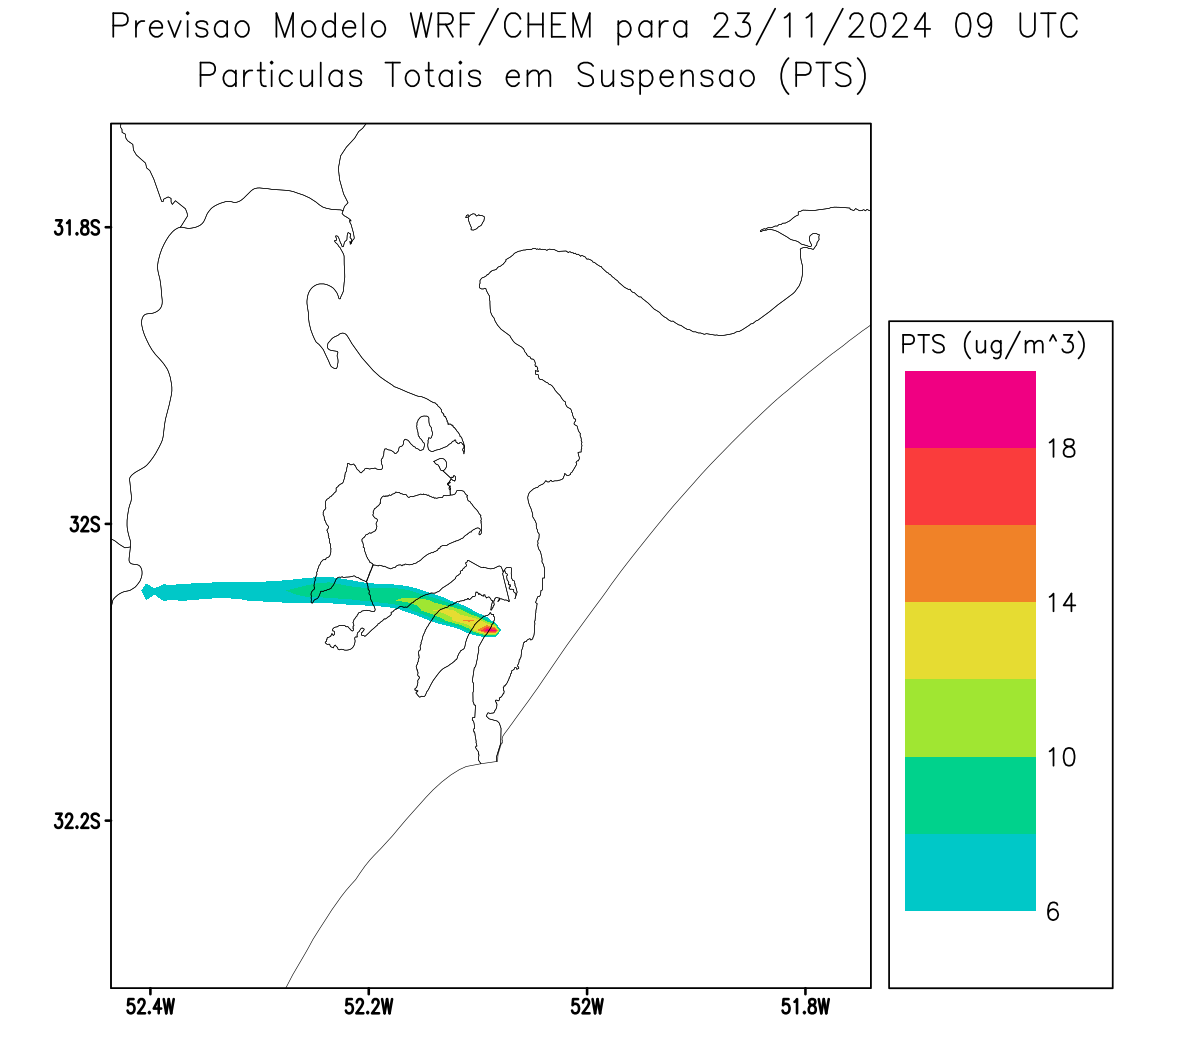 Previsao Modelo WRF/CHEM para 23/11/2024 09 UTC
Particulas Totais em Suspensao (PTS)
31.8S
32S
32.2S
52.4W
52.2W
52W
51.8W
PTS (ug/m^3)
18
14
10
6